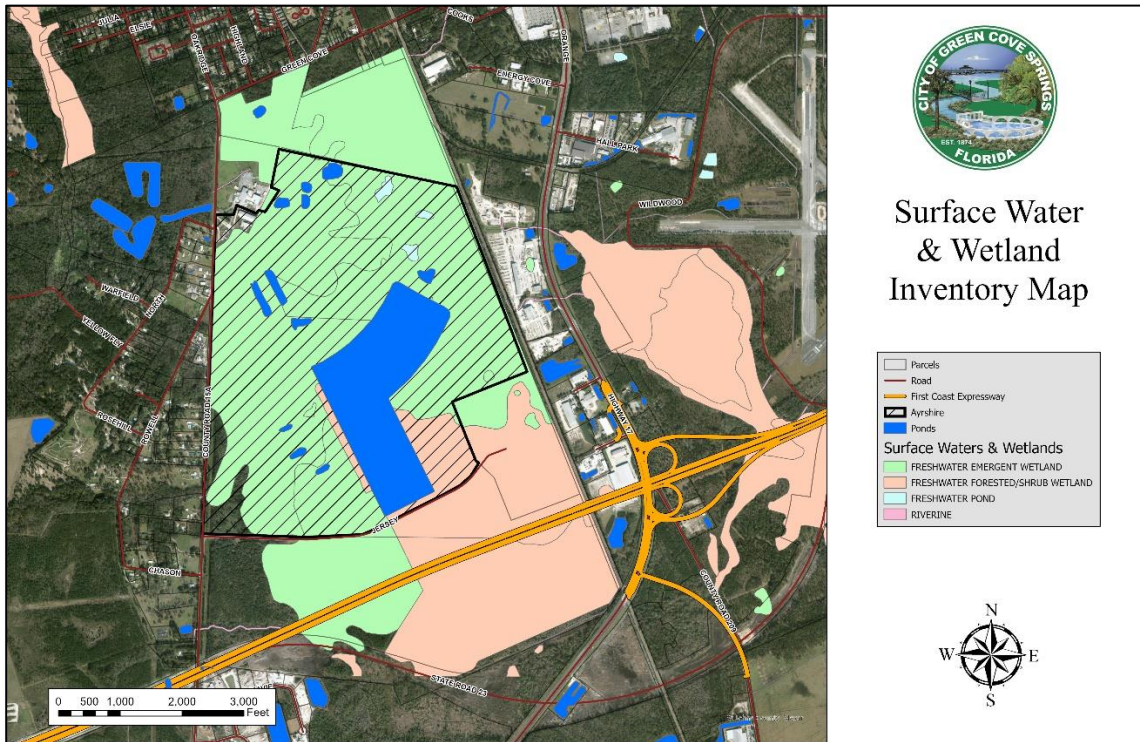 JULIA
ELSIE
OAKRIDGE
HIGHLAND
GREEN COVE
COOKS
ORANGE
ENERGY COVE
HALL PARK
WILDWOOD
WARFIELD
NORTH
YELLOW FLY
ROSEHILL
ROWELL
COUNTY ROAD 15A
HIGHWAY 17
JERSEY
CHASON
COUNTY ROAD 209
STATE ROAD 23
0 500 1,000 2,000 3,000
Feet
CITY OF GREEN COVE SPRINGS
EST. 1874
FLORIDA
Surface Water
& Wetland
Inventory Map
Parcels
Road
First Coast Expressway
Ayrshire
Ponds
Surface Waters & Wetlands
FRESHWATER EMERGENT WETLAND
FRESHWATER FORESTED/SHRUB WETLAND
FRESHWATER POND
RIVERINE
N
W E
S